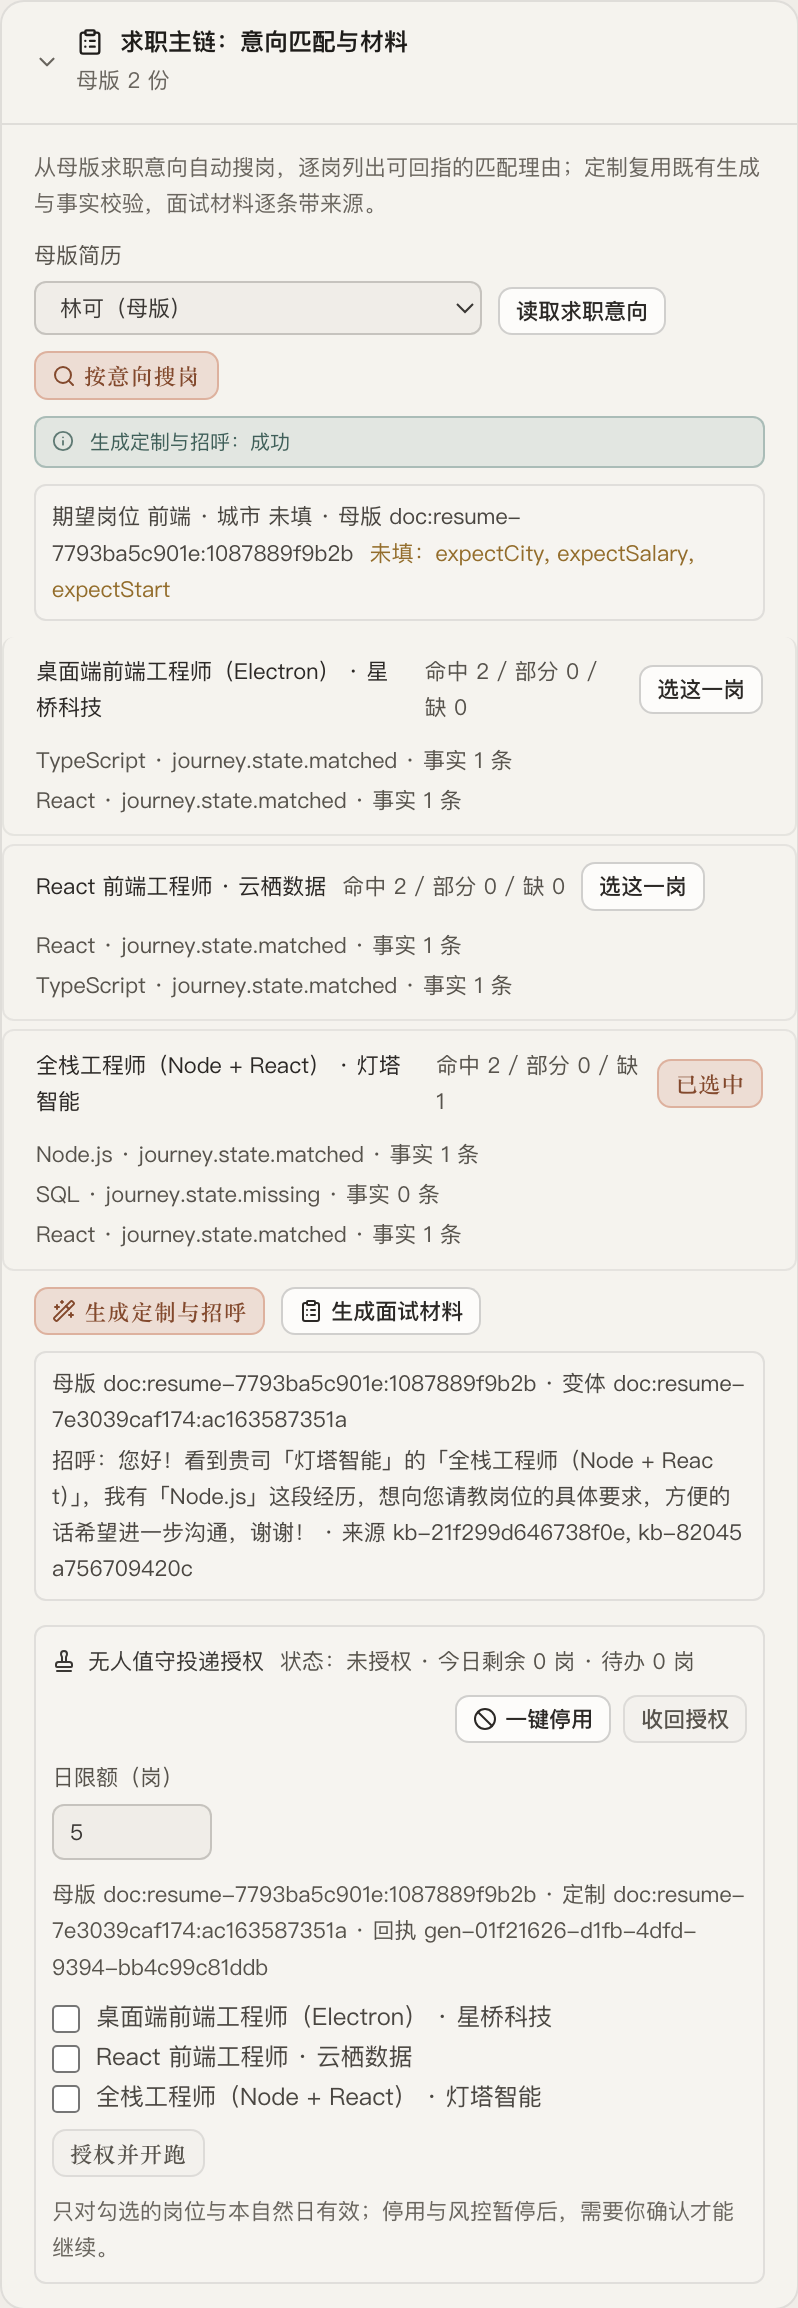 求职主链：意向匹配与材料
母版 2 份
从母版求职意向自动搜岗，逐岗列出可回指的匹配理由；定制复用既有生成
与事实校验，面试材料逐条带来源。
母版简历
林可（母版）
读取求职意向
按意向搜岗
生成定制与招呼：成功
期望岗位 前端 · 城市 未填 · 母版 doc:resume-
7793ba5c901e:1087889f9b2b 未填：expectCity, expectSalary,
expectStart
桌面端前端工程师（Electron） · 星
桥科技
命中 2 / 部分 0 /
缺 0
选这一岗
TypeScript · journey.state.matched · 事实 1 条
React · journey.state.matched · 事实 1 条
React 前端工程师 · 云栖数据 命中 2 / 部分 0 / 缺 0 选这一岗
React · journey.state.matched · 事实 1 条
TypeScript · journey.state.matched · 事实 1 条
全栈工程师（Node + React） · 灯塔
智能
命中 2 / 部分 0 / 缺
1
已选中
Node.js · journey.state.matched · 事实 1 条
SQL · journey.state.missing · 事实 0 条
React · journey.state.matched · 事实 1 条
生成定制与招呼
生成面试材料
母版 doc:resume-7793ba5c901e:1087889f9b2b · 变体 doc:resume-
7e3039caf174:ac163587351a
招呼：您好！看到贵司「灯塔智能」的「全栈工程师（Node + Reac
t）」，我有「Node.js」这段经历，想向您请教岗位的具体要求，方便的
话希望进一步沟通，谢谢！ · 来源 kb-21f299d646738f0e, kb-82045
a756709420c
无人值守投递授权 状态：未授权 · 今日剩余 0 岗 · 待办 0 岗
一键停用
收回授权
日限额（岗）
5
母版 doc:resume-7793ba5c901e:1087889f9b2b · 定制 doc:resume-
7e3039caf174:ac163587351a · 回执 gen-01f21626-d1fb-4dfd-
9394-bb4c99c81ddb
桌面端前端工程师（Electron） · 星桥科技
React 前端工程师 · 云栖数据
全栈工程师（Node + React） · 灯塔智能
授权并开跑
只对勾选的岗位与本自然日有效；停用与风控暂停后，需要你确认才能
继续。